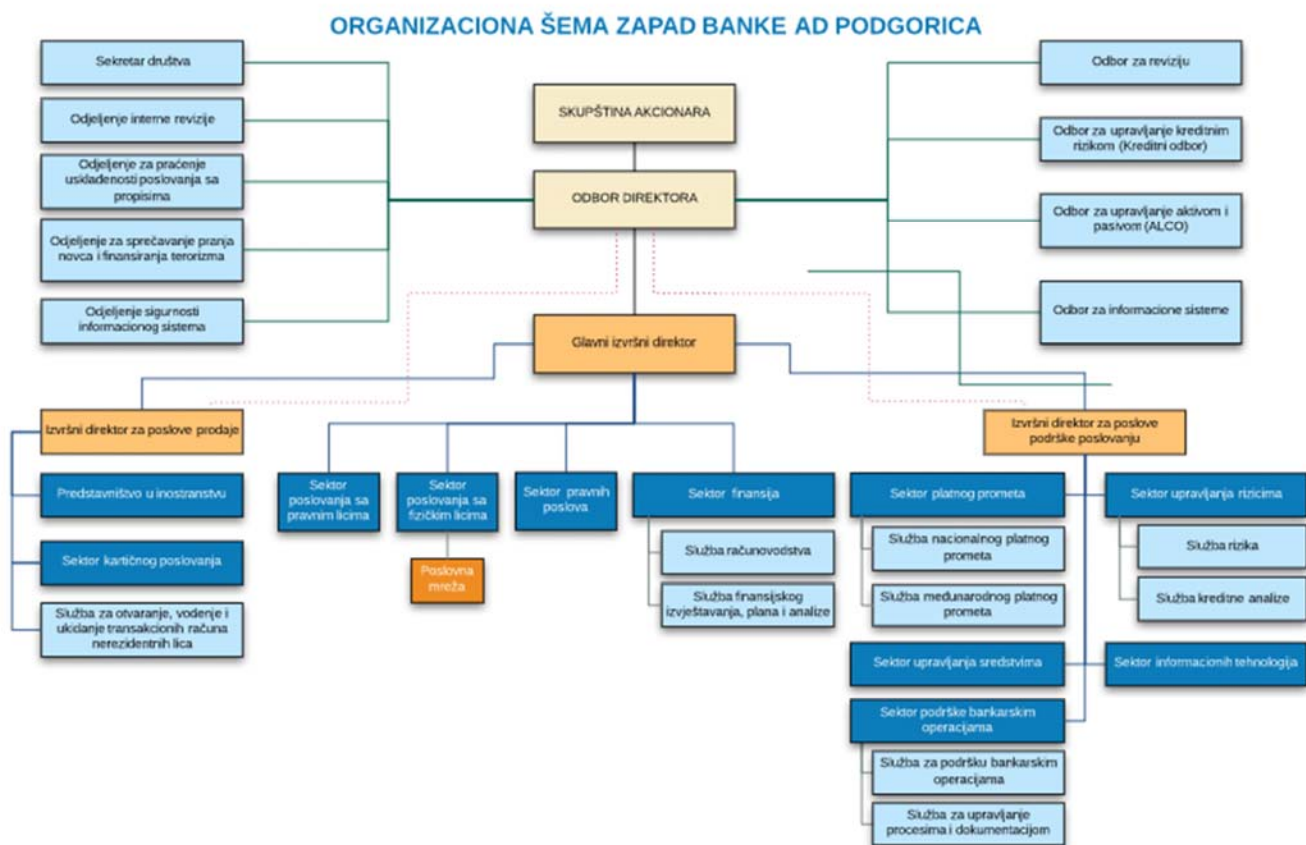 ORGANIZACIONA ŠEMA ZAPAD BANKE AD PODGORICA
Sekretar društva
Odjeljenje interne revizije
Odjeljenje za praćenje
usklađenosti poslovanja sa
propisima
Odjeljenje za sprečavanje pranja
novca i finansiranja terorizma
Odjeljenje sigurnosti
informacionog sistema
SKUPŠTINA AKCIONARA
ODBOR DIREKTORA
Glavni izvršni direktor
Odbor za reviziju
Odbor za upravljanje kreditnim
rizikom (Kreditni odbor)
Odbor za upravljanje aktivom i
pasivom (ALCO)
Odbor za informacione sisteme
Izvršni direktor za poslove prodaje
Predstavništvo u inostranstvu
Sektor kartičnog poslovanja
Služba za otvaranje, vođenje i
ukidanje transakcionih računa
nerezidentnih lica
Sektor
poslovanja sa
pravnim licima
Sektor
poslovanja sa
fizičkim licima
Poslovna
mreža
Sektor pravnih
poslova
Sektor finansija
Služba računovodstva
Služba finansijskog
izvještavanja, plana i analize
Izvršni direktor za poslove
podrške poslovanju
Sektor platnog prometa
Služba nacionalnog platnog
prometa
Služba međunarodnog platnog
prometa
Sektor upravljanja sredstvima
Sektor podrške bankarskim
operacijama
Služba za podršku bankarskim
operacijama
Služba za upravljanje
procesima i dokumentacijom
Sektor upravljanja rizicima
Služba rizika
Služba kreditne analize
Sektor informacionih tehnologija